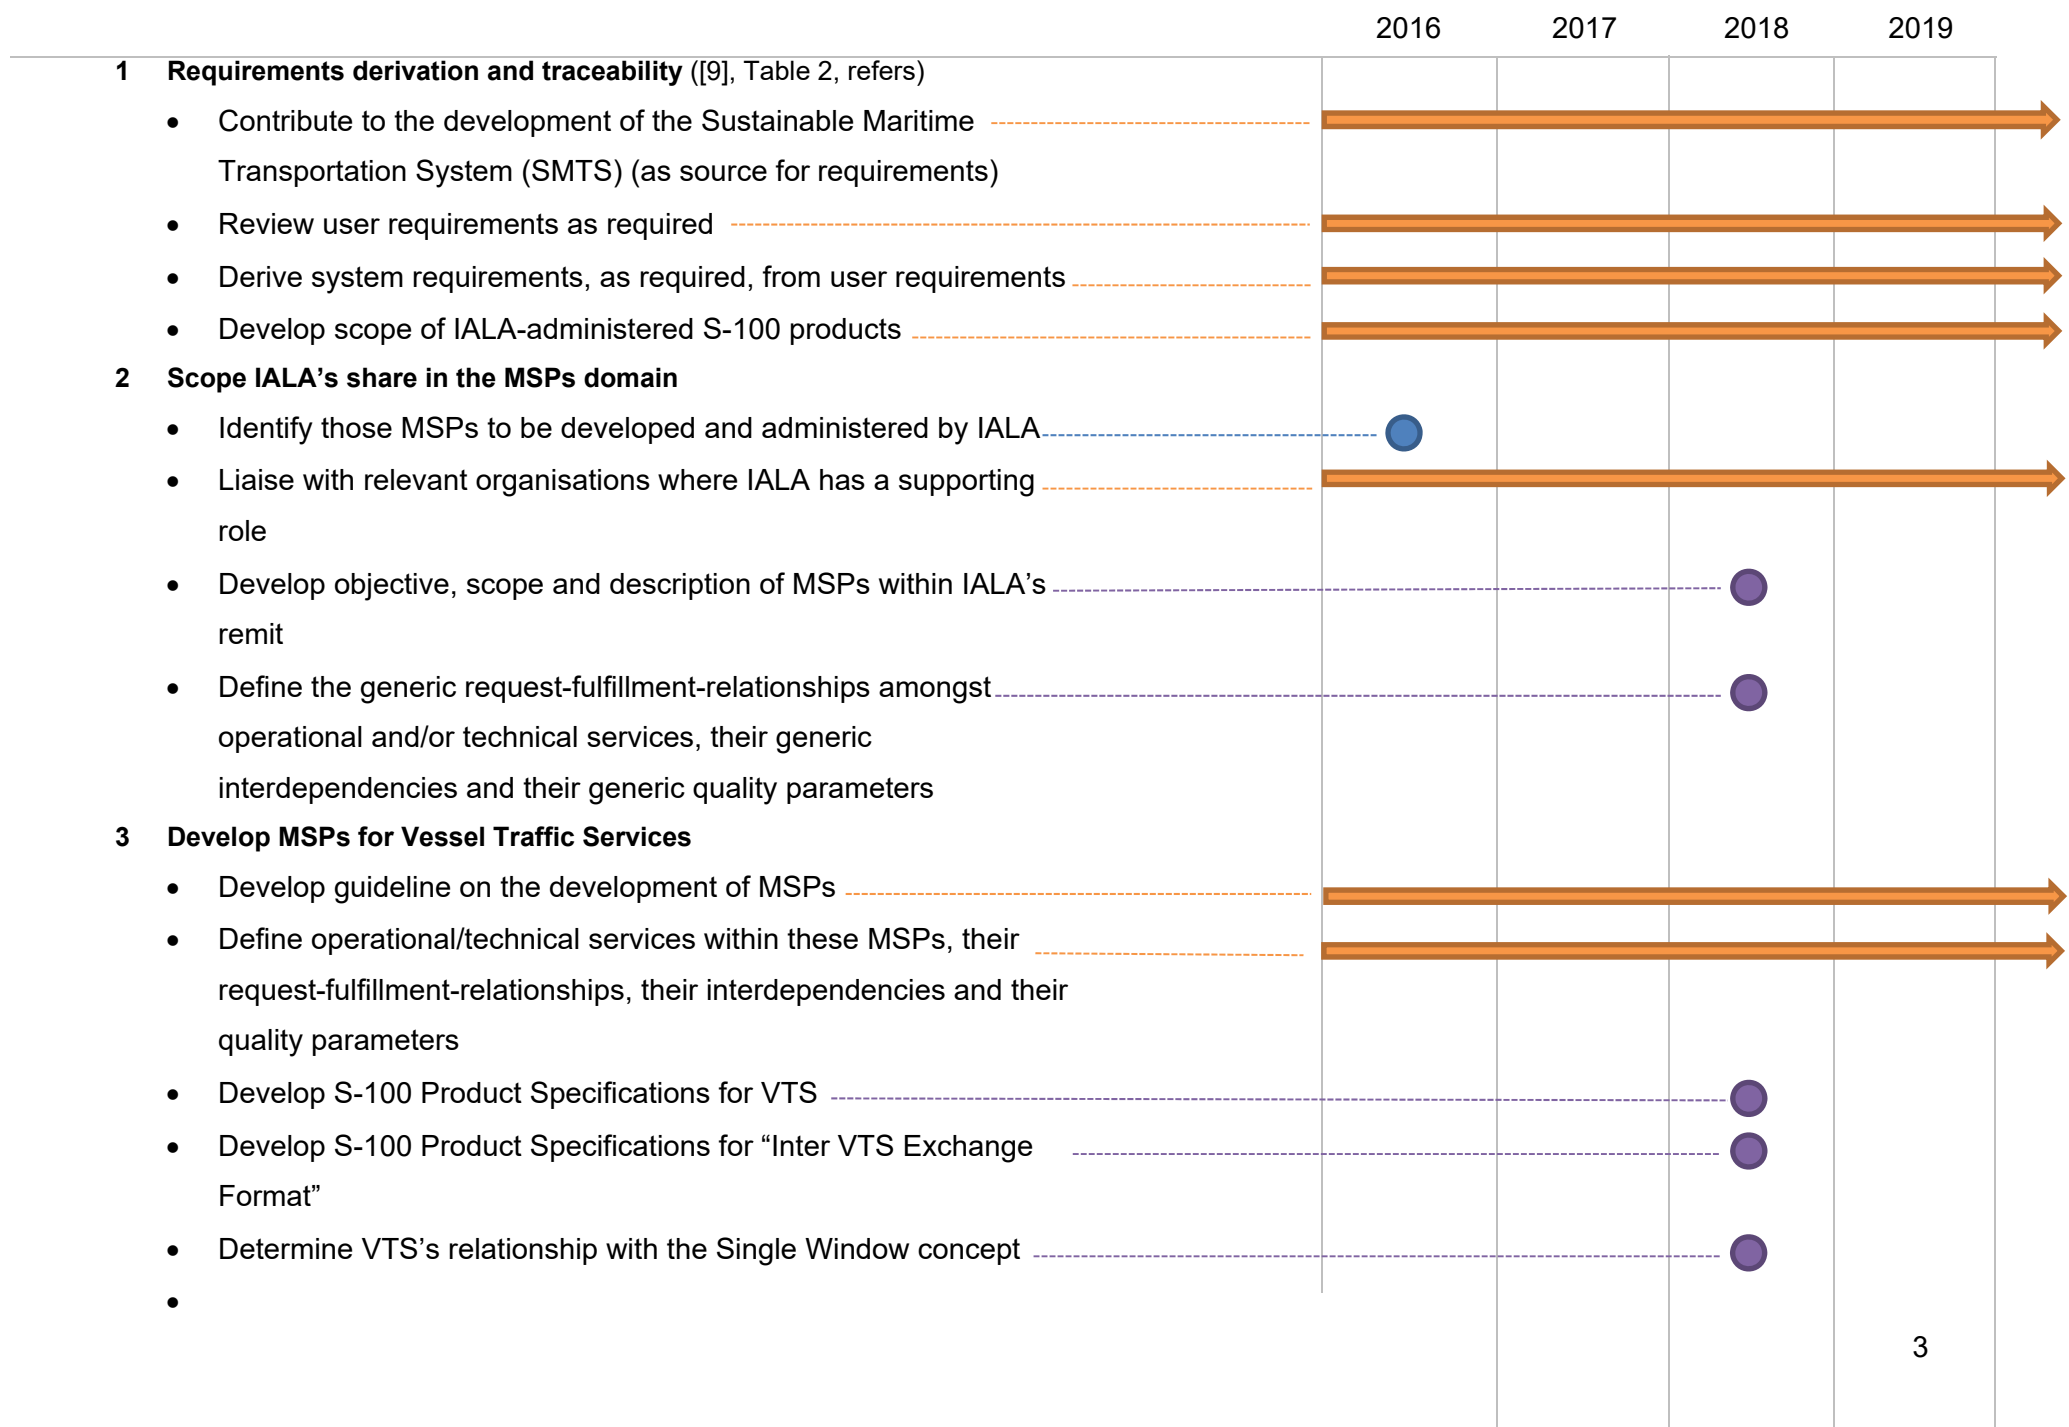 2016 2017 2018 2019
1 Requirements derivation and traceability ([9], Table 2, refers)
• Contribute to the development of the Sustainable Maritime
Transportation System (SMTS) (as source for requirements)
• Review user requirements as required
• Derive system requirements, as required, from user requirements
• Develop scope of IALA-administered S-100 products
2 Scope IALA’s share in the MSPs domain
• Identify those MSPs to be developed and administered by IALA
• Liaise with relevant organisations where IALA has a supporting
role
• Develop objective, scope and description of MSPs within IALA’s
remit
• Define the generic request-fulfillment-relationships amongst
operational and/or technical services, their generic
interdependencies and their generic quality parameters
3 Develop MSPs for Vessel Traffic Services
• Develop guideline on the development of MSPs
• Define operational/technical services within these MSPs, their
request-fulfillment-relationships, their interdependencies and their
quality parameters
• Develop S-100 Product Specifications for VTS
• Develop S-100 Product Specifications for “Inter VTS Exchange
Format”
• Determine VTS’s relationship with the Single Window concept
•
3